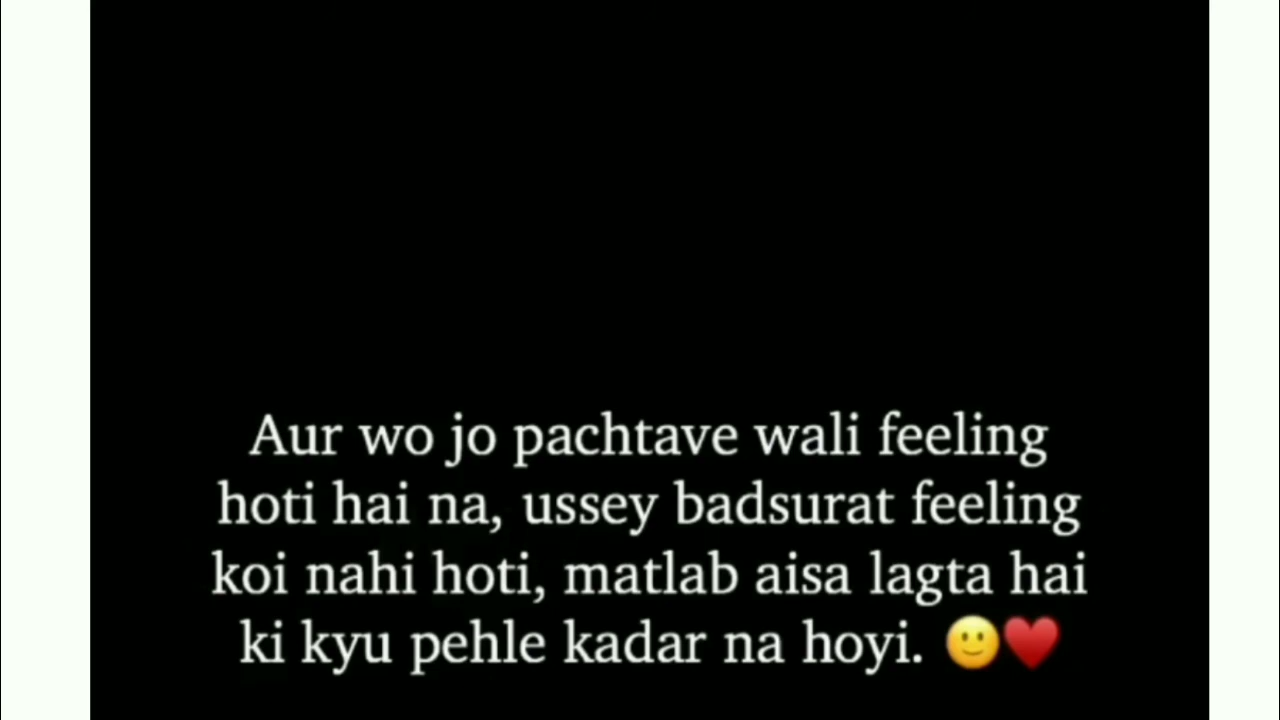 Aur wo jo pachtave wali feeling
hoti hai na, ussey badsurat feeling
koi nahi hoti, matlab aisa lagta hai
ki kyu pehle kadar na hoyi. 🙂♥️